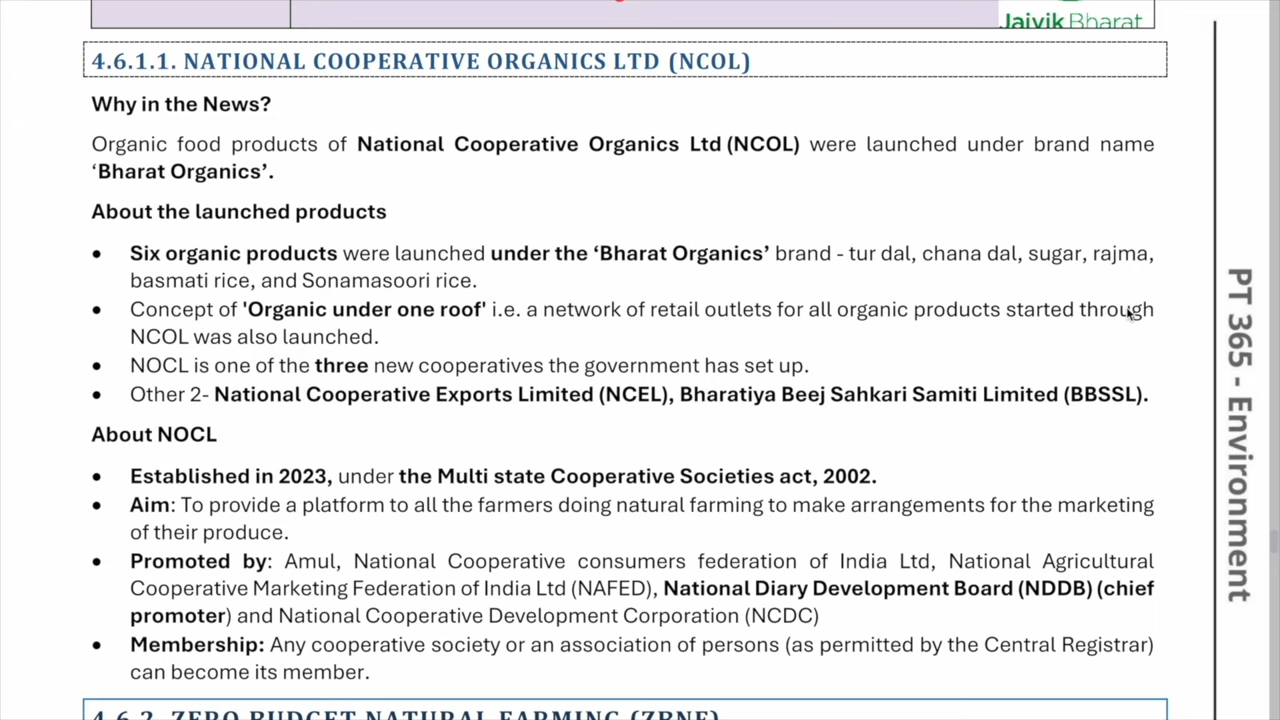 Jaivik Bharat
4.6.1.1. NATIONAL COOPERATIVE ORGANICS LTD (NCOL)
Why in the News?
Organic food products of National Cooperative Organics Ltd (NCOL) were launched under brand name
‘Bharat Organics’.
About the launched products
• Six organic products were launched under the ‘Bharat Organics’ brand - tur dal, chana dal, sugar, rajma,
basmati rice, and Sonamasoori rice.
• Concept of 'Organic under one roof' i.e. a network of retail outlets for all organic products started through
NCOL was also launched.
• NOCL is one of the three new cooperatives the government has set up.
• Other 2- National Cooperative Exports Limited (NCEL), Bharatiya Beej Sahkari Samiti Limited (BBSSL).
About NOCL
• Established in 2023, under the Multi state Cooperative Societies act, 2002.
• Aim: To provide a platform to all the farmers doing natural farming to make arrangements for the marketing
of their produce.
• Promoted by: Amul, National Cooperative consumers federation of India Ltd, National Agricultural
Cooperative Marketing Federation of India Ltd (NAFED), National Diary Development Board (NDDB) (chief
promoter) and National Cooperative Development Corporation (NCDC)
• Membership: Any cooperative society or an association of persons (as permitted by the Central Registrar)
can become its member.
4.6.2. ZERO BUDGET NATURAL FARMING (ZBNF)
PT 365 - Environment